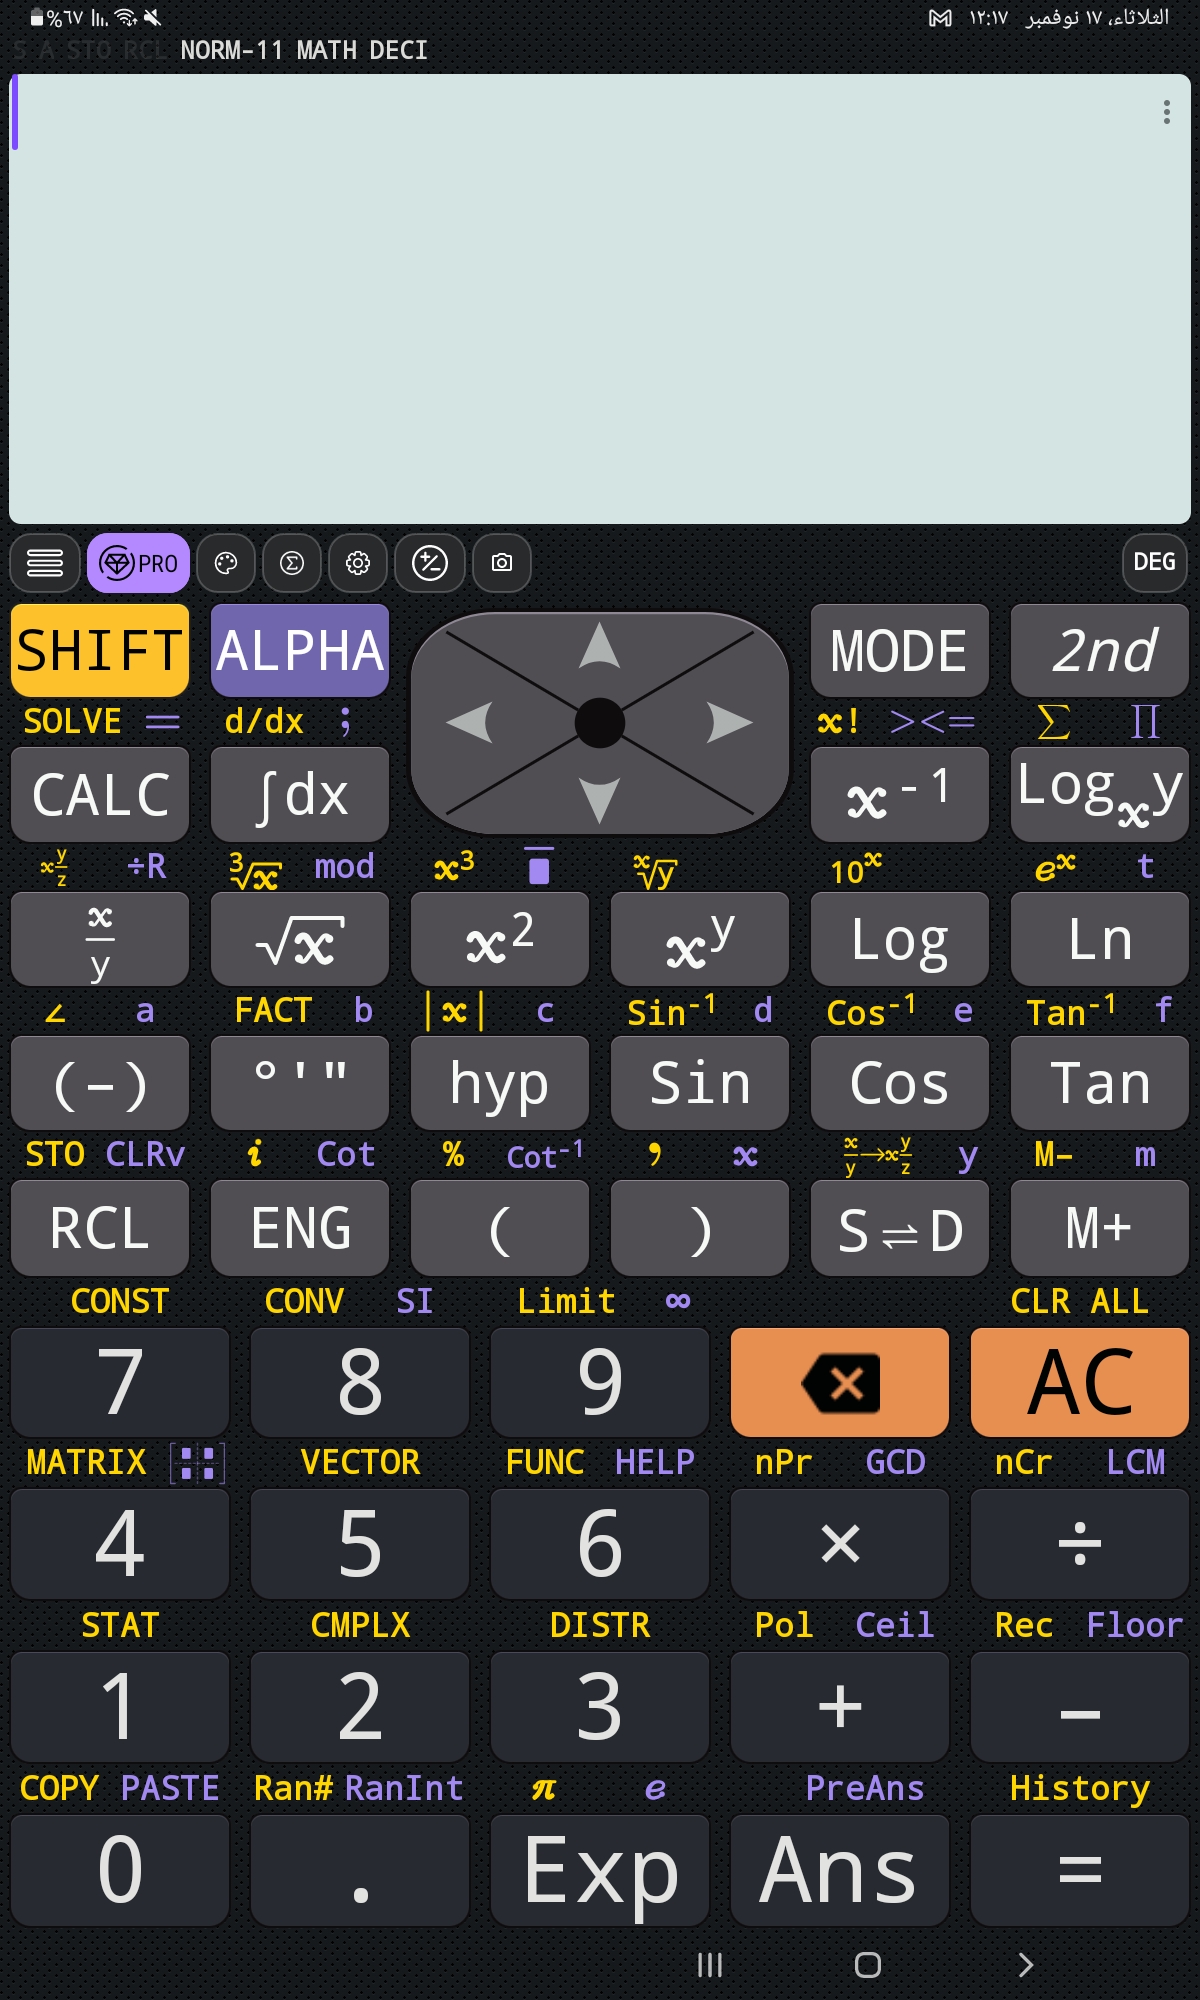 %٦٧ ١٢:١٧ الثلاثاء، ١٧ نوفمبر
S A STO RCL NORM-11 MATH DECI
PRO DEG
SHIFT ALPHA MODE 2nd
SOLVE = d/dx ; x! ><= ∑ ∏
CALC ∫dx x⁻¹ Logₓy
x y/z ÷R ³√x mod x³ ˣ√y 10ˣ eˣ t
x/y √x x² xʸ Log Ln
∠ a FACT b |x| c Sin⁻¹ d Cos⁻¹ e Tan⁻¹ f
(-) °'" hyp Sin Cos Tan
STO CLRv i Cot % Cot⁻¹ , x x/y→x y/z y M- m
RCL ENG ( ) S⇌D M+
CONST CONV SI Limit ∞ CLR ALL
7 8 9 AC
MATRIX VECTOR FUNC HELP nPr GCD nCr LCM
4 5 6 × ÷
STAT CMPLX DISTR Pol Ceil Rec Floor
1 2 3 + −
COPY PASTE Ran# RanInt π e PreAns History
0 . Exp Ans =